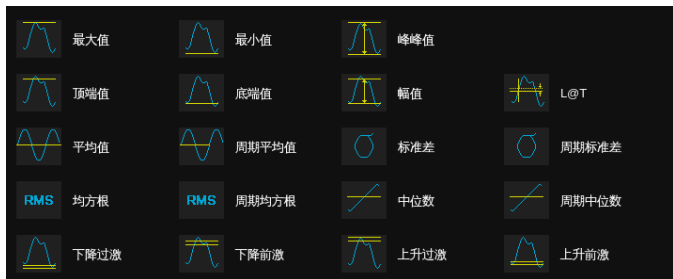 最大值 最小值 峰峰值
顶端值 底端值 幅值 L@T
平均值 周期平均值 标准差 周期标准差
RMS 均方根 RMS 周期均方根 中位数 周期中位数
下降过激 下降前激 上升过激 上升前激